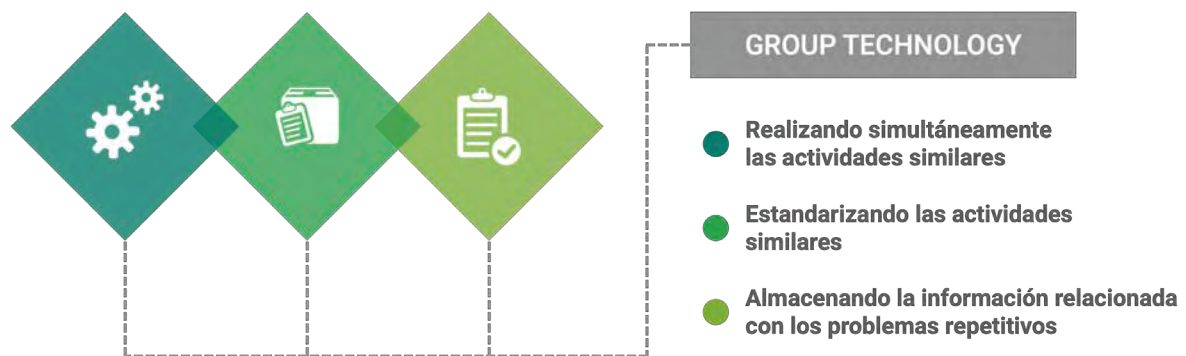 GROUP TECHNOLOGY
Realizando simultáneamente
las actividades similares
Estandarizando las actividades
similares
Almacenando la información relacionada
con los problemas repetitivos